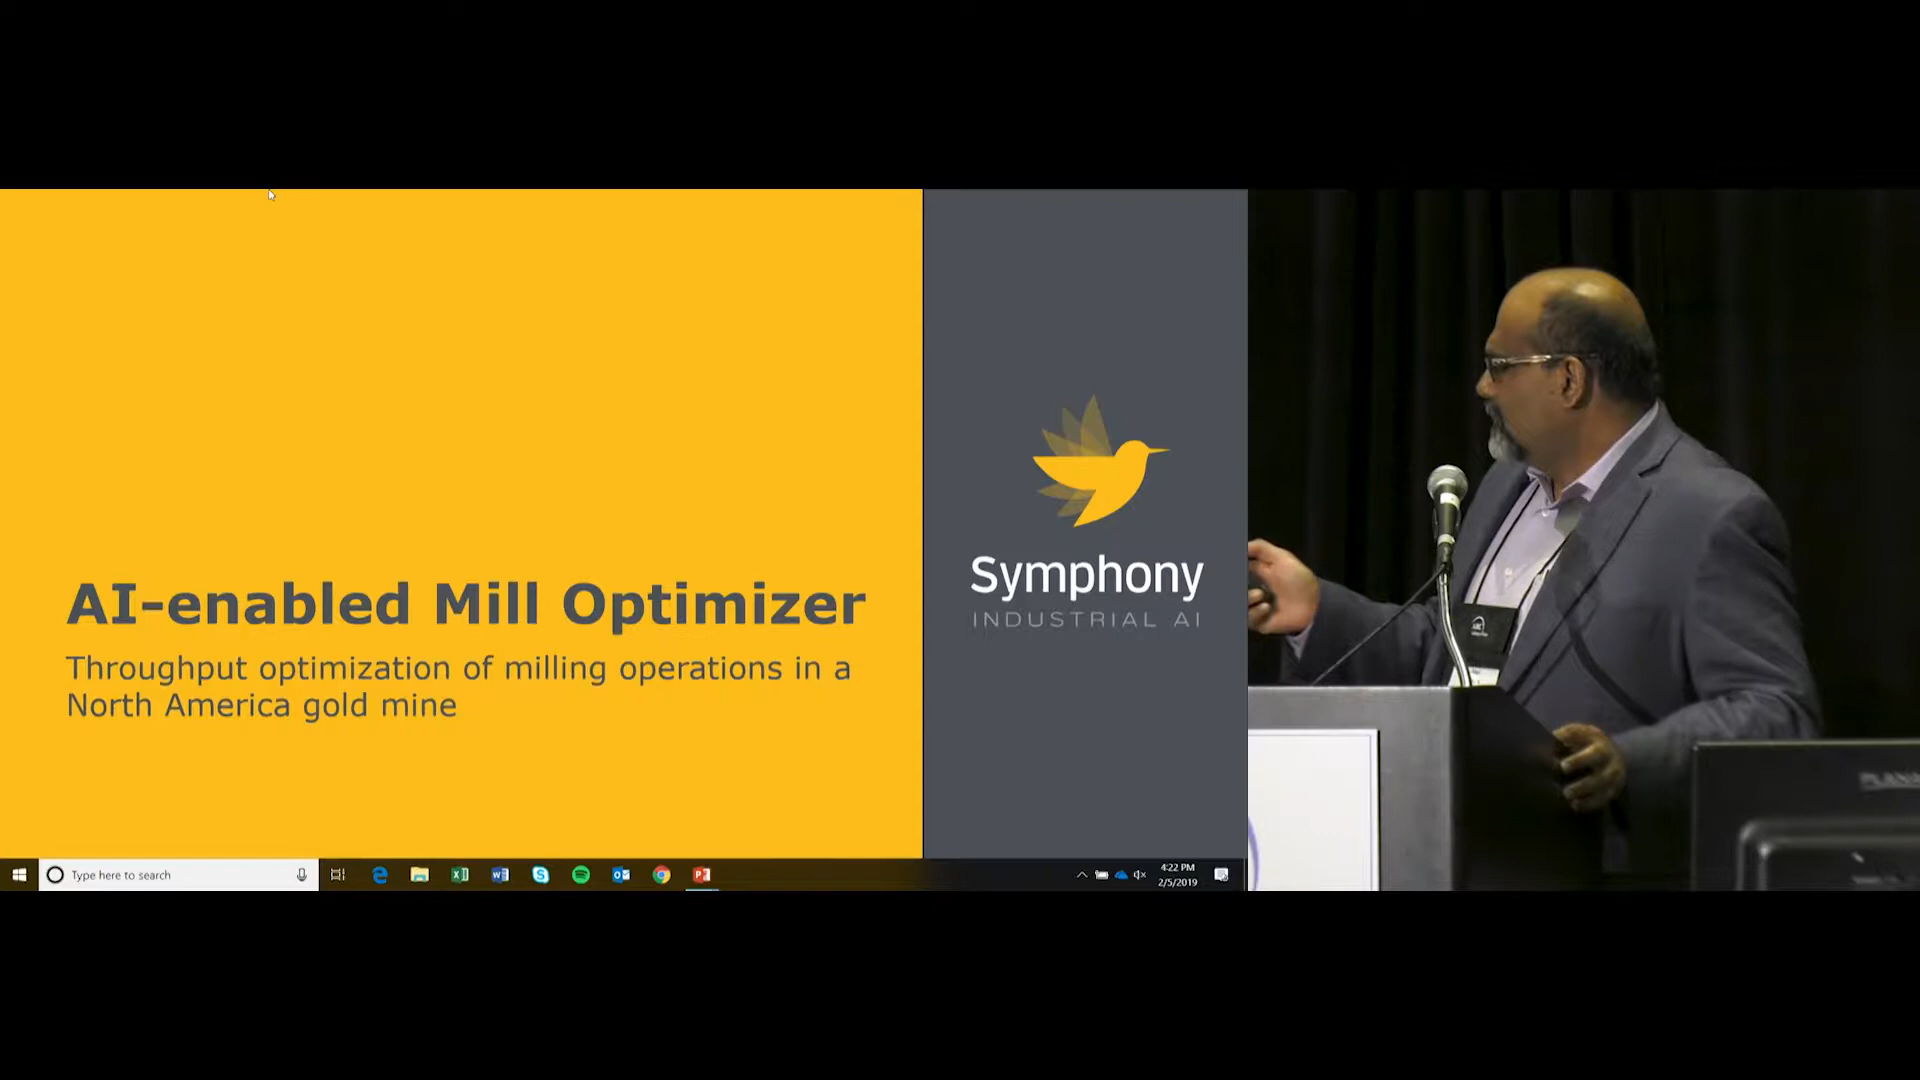 AI-enabled Mill Optimizer
Throughput optimization of milling operations in a
North America gold mine
Symphony
INDUSTRIAL AI
Type here to search
4:22 PM
2/5/2019